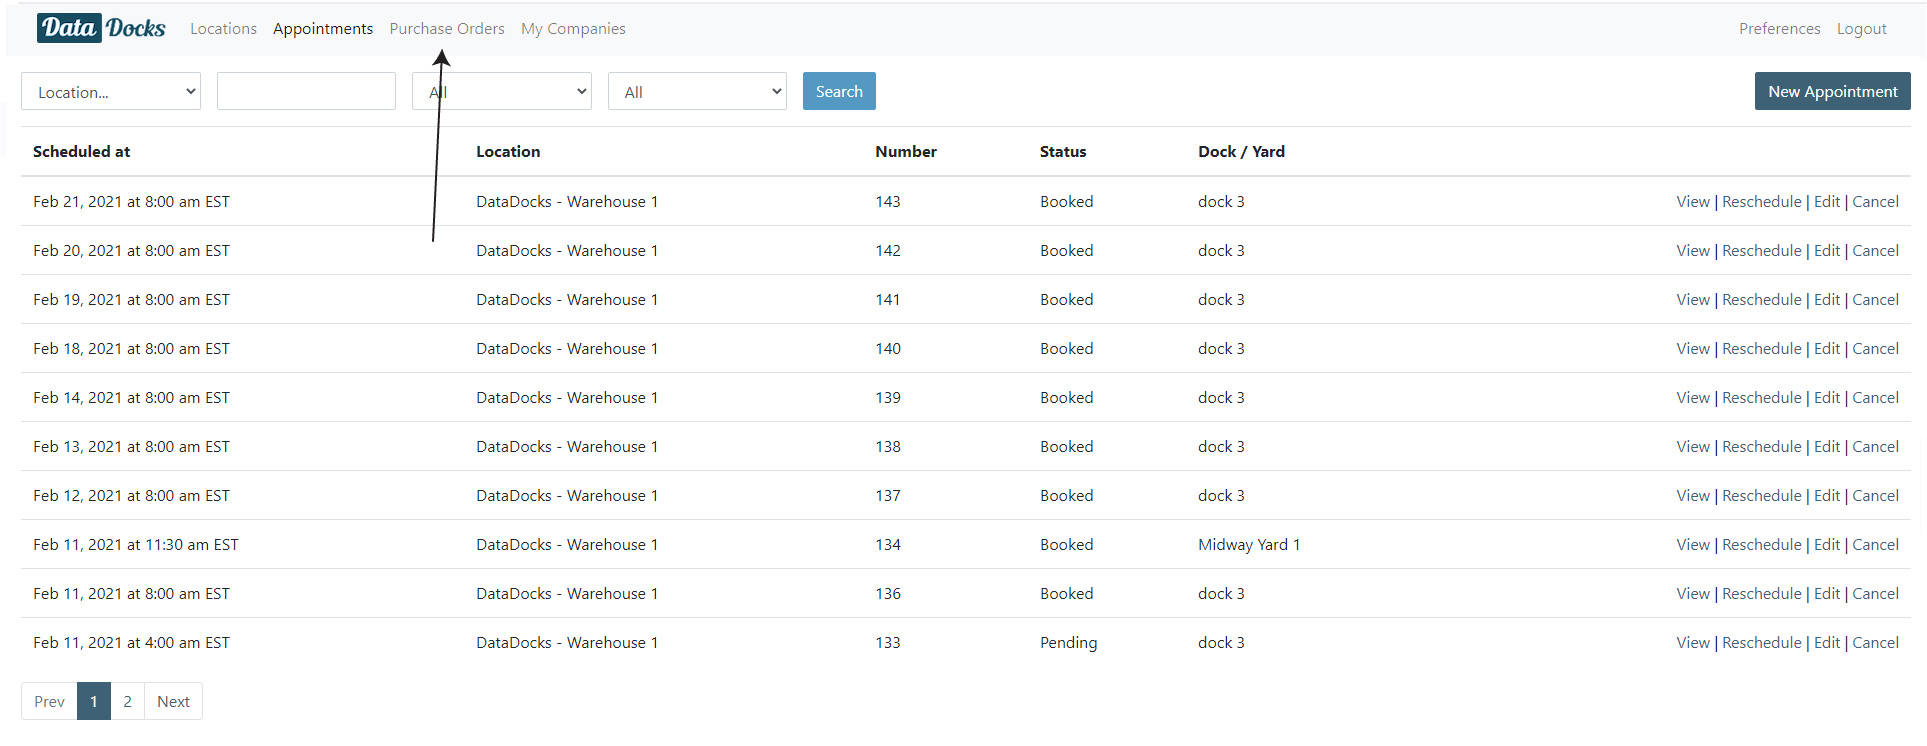 Data Docks Locations Appointments Purchase Orders My Companies Preferences Logout
Location... All All Search New Appointment
Scheduled at Location Number Status Dock / Yard
Feb 21, 2021 at 8:00 am EST DataDocks - Warehouse 1 143 Booked dock 3 View | Reschedule | Edit | Cancel
Feb 20, 2021 at 8:00 am EST DataDocks - Warehouse 1 142 Booked dock 3 View | Reschedule | Edit | Cancel
Feb 19, 2021 at 8:00 am EST DataDocks - Warehouse 1 141 Booked dock 3 View | Reschedule | Edit | Cancel
Feb 18, 2021 at 8:00 am EST DataDocks - Warehouse 1 140 Booked dock 3 View | Reschedule | Edit | Cancel
Feb 14, 2021 at 8:00 am EST DataDocks - Warehouse 1 139 Booked dock 3 View | Reschedule | Edit | Cancel
Feb 13, 2021 at 8:00 am EST DataDocks - Warehouse 1 138 Booked dock 3 View | Reschedule | Edit | Cancel
Feb 12, 2021 at 8:00 am EST DataDocks - Warehouse 1 137 Booked dock 3 View | Reschedule | Edit | Cancel
Feb 11, 2021 at 11:30 am EST DataDocks - Warehouse 1 134 Booked Midway Yard 1 View | Reschedule | Edit | Cancel
Feb 11, 2021 at 8:00 am EST DataDocks - Warehouse 1 136 Booked dock 3 View | Reschedule | Edit | Cancel
Feb 11, 2021 at 4:00 am EST DataDocks - Warehouse 1 133 Pending dock 3 View | Reschedule | Edit | Cancel
Prev 1 2 Next